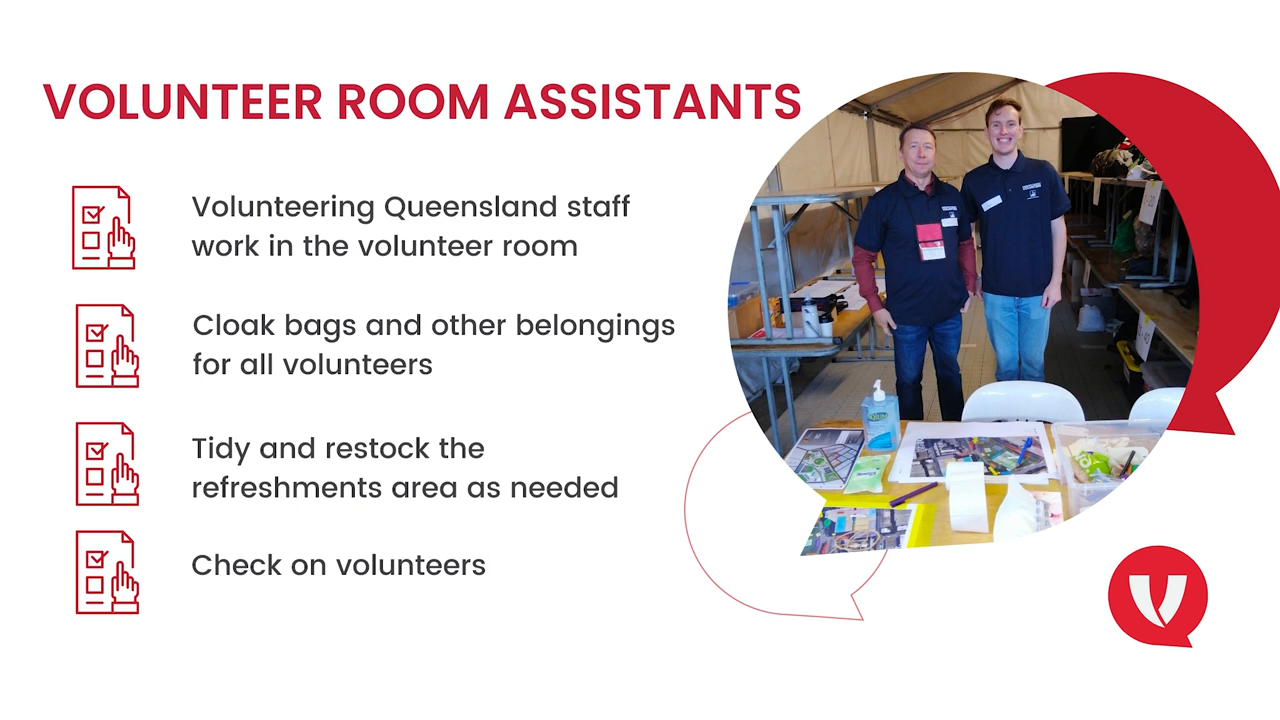 VOLUNTEER ROOM ASSISTANTS
Volunteering Queensland staff
work in the volunteer room
Cloak bags and other belongings
for all volunteers
Tidy and restock the
refreshments area as needed
Check on volunteers